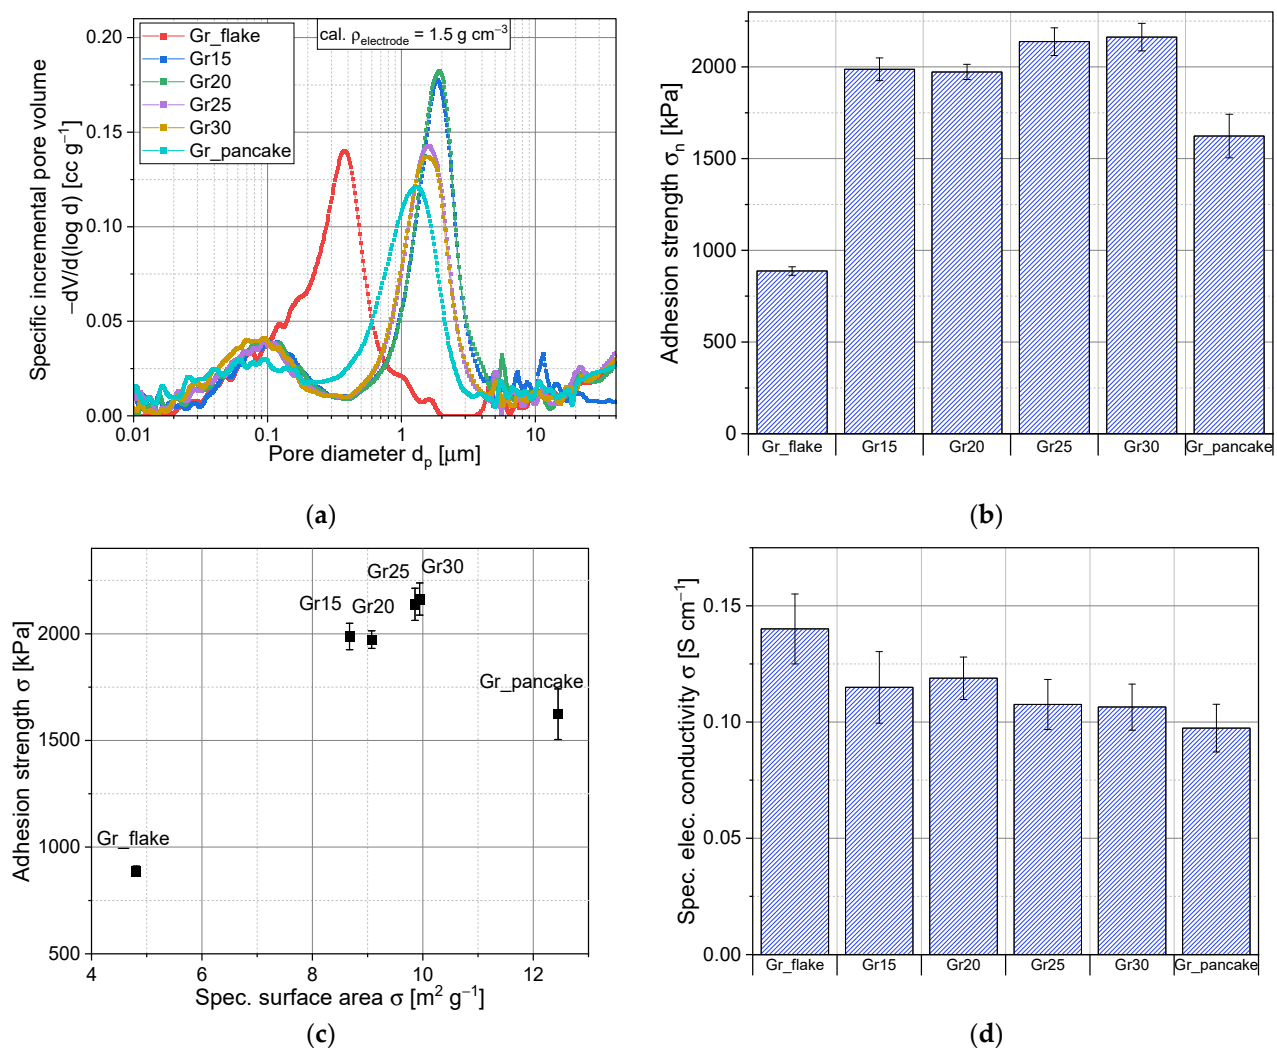 cal. ρelectrode = 1.5 g cm−3
Gr_flake
Gr15
Gr20
Gr25
Gr30
Gr_pancake
Specific incremental pore volume
−dV/d(log d) [cc g−1]
0.20
0.15
0.10
0.05
0.00
0.01
0.1
1
10
Pore diameter dp [μm]
(a)
Adhesion strength σn [kPa]
2000
1500
1000
500
0
Gr_flake
Gr15
Gr20
Gr25
Gr30
Gr_pancake
(b)
Adhesion strength σ [kPa]
2000
1500
1000
500
Gr_flake
Gr15
Gr20
Gr25
Gr30
Gr_pancake
4
6
8
10
12
Spec. surface area σ [m2 g−1]
(c)
Spec. elec. conductivity σ [S cm−1]
0.15
0.10
0.05
0.00
Gr_flake
Gr15
Gr20
Gr25
Gr30
Gr_pancake
(d)